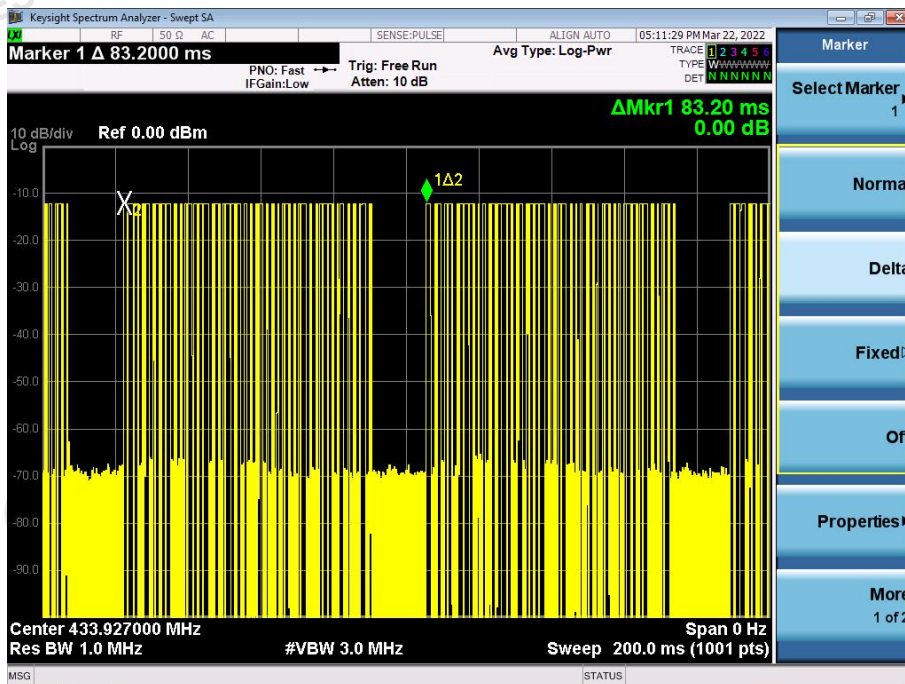 Keysight Spectrum Analyzer - Swept SA
RF 50 Ω AC SENSE:PULSE ALIGN AUTO 05:11:29 PM Mar 22, 2022
Marker 1 Δ 83.2000 ms
PNO: Fast
IFGain:Low
Trig: Free Run
Atten: 10 dB
Avg Type: Log-Pwr
TRACE 1 2 3 4 5 6
TYPE WWWWWW
DET N N N N N N
ΔMkr1 83.20 ms
0.00 dB
10 dB/div Ref 0.00 dBm
Log
1Δ2
-10.0
X2
-20.0
-30.0
-40.0
-50.0
-60.0
-70.0
-80.0
-90.0
Center 433.927000 MHz Span 0 Hz
Res BW 1.0 MHz #VBW 3.0 MHz Sweep 200.0 ms (1001 pts)
MSG STATUS
Marker
Select Marker
1
Norma
Delta
Fixed
Of
Properties
More
1 of 2